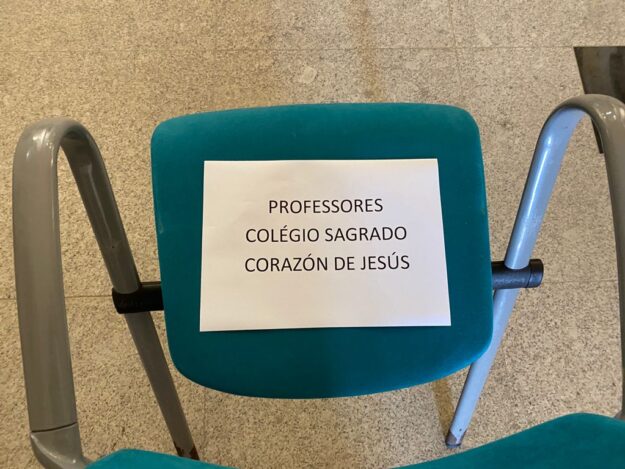 PROFESSORES
COLÉGIO SAGRADO
CORAZÓN DE JESÚS